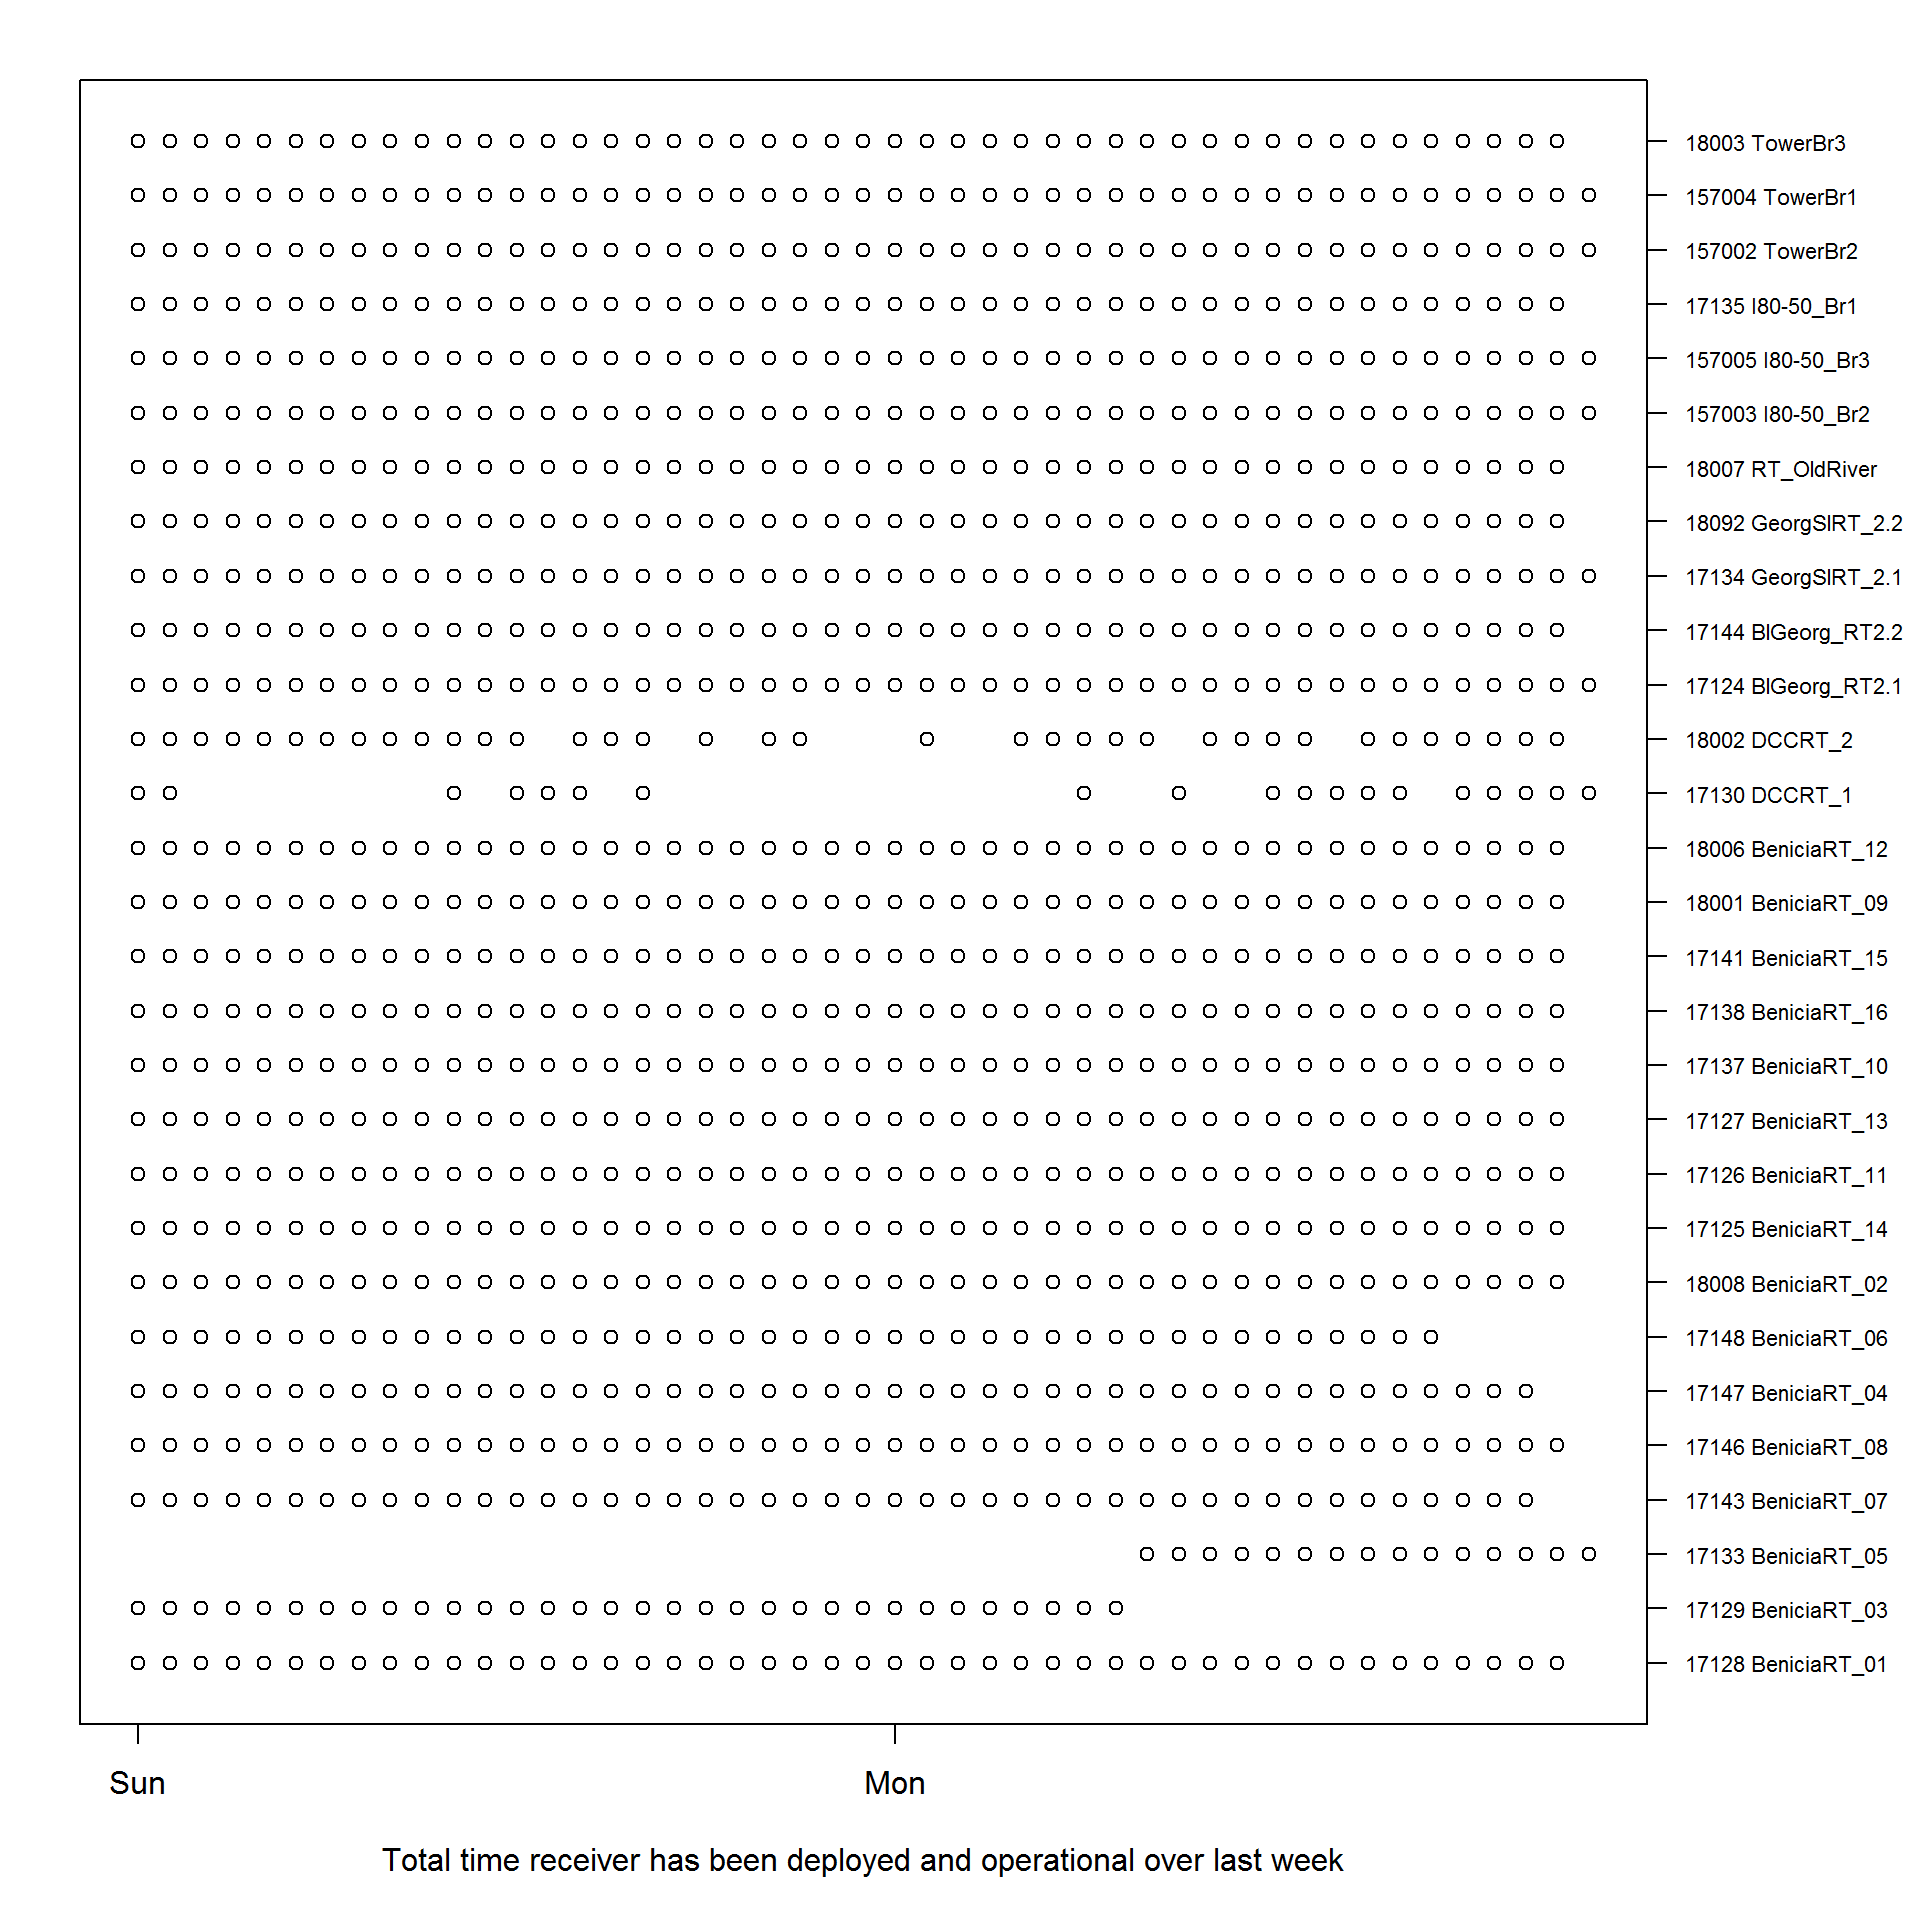 18003 TowerBr3
157004 TowerBr1
157002 TowerBr2
17135 I80-50_Br1
157005 I80-50_Br3
157003 I80-50_Br2
18007 RT_OldRiver
18092 GeorgSlRT_2.2
17134 GeorgSlRT_2.1
17144 BlGeorg_RT2.2
17124 BlGeorg_RT2.1
18002 DCCRT_2
17130 DCCRT_1
18006 BeniciaRT_12
18001 BeniciaRT_09
17141 BeniciaRT_15
17138 BeniciaRT_16
17137 BeniciaRT_10
17127 BeniciaRT_13
17126 BeniciaRT_11
17125 BeniciaRT_14
18008 BeniciaRT_02
17148 BeniciaRT_06
17147 BeniciaRT_04
17146 BeniciaRT_08
17143 BeniciaRT_07
17133 BeniciaRT_05
17129 BeniciaRT_03
17128 BeniciaRT_01
Sun Mon
Total time receiver has been deployed and operational over last week